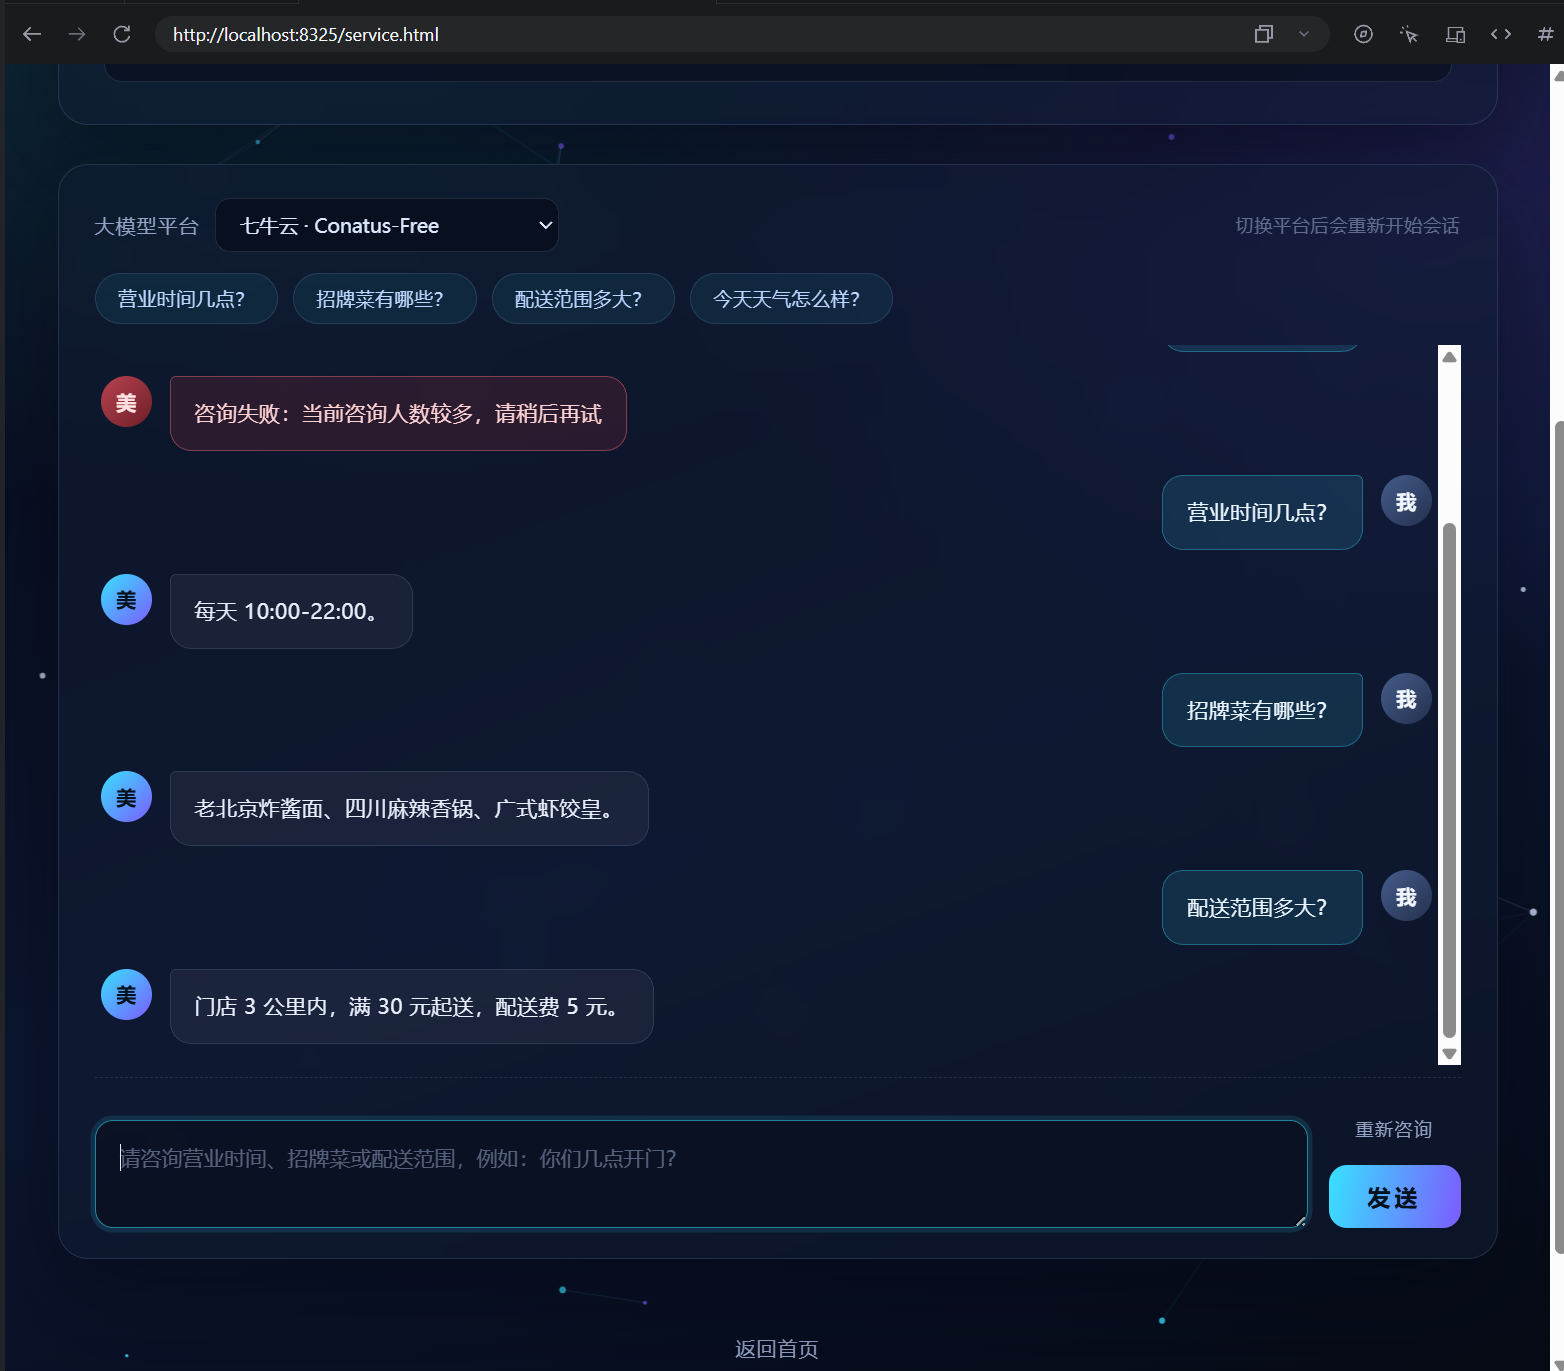 http://localhost:8325/service.html
大模型平台 七牛云 · Conatus-Free 切换平台后会重新开始会话
营业时间几点? 招牌菜有哪些? 配送范围多大? 今天天气怎么样?
美 咨询失败：当前咨询人数较多，请稍后再试
营业时间几点? 我
美 每天 10:00-22:00。
招牌菜有哪些? 我
美 老北京炸酱面、四川麻辣香锅、广式虾饺皇。
配送范围多大? 我
美 门店 3 公里内，满 30 元起送，配送费 5 元。
重新咨询
请咨询营业时间、招牌菜或配送范围，例如：你们几点开门?
发送
返回首页